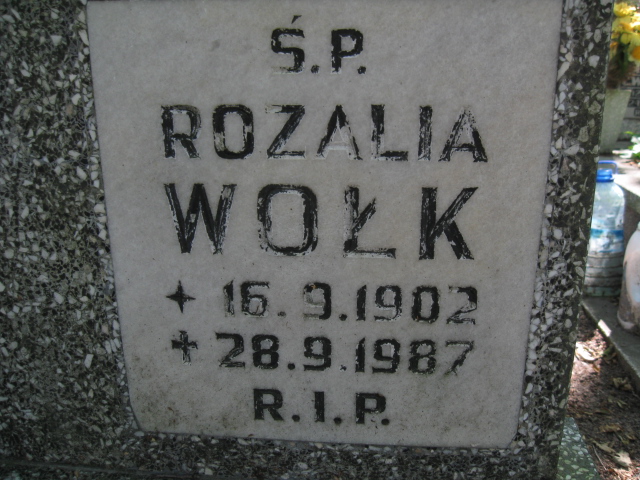 Ś.P.
ROZALIA
WOŁK
✦ 16.9.1902
✝ 28.9.1987
R.I.P.